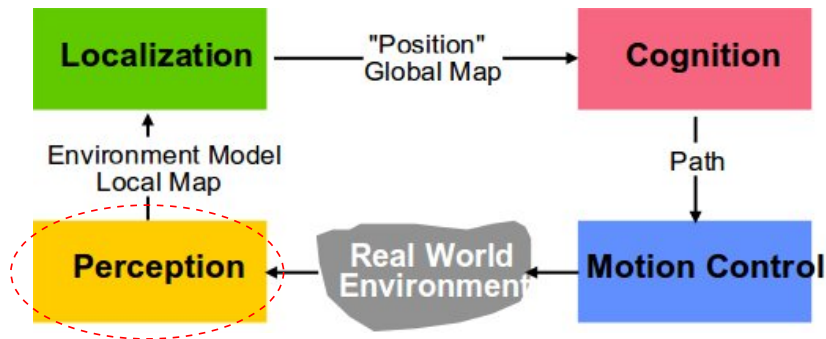 Localization
"Position"
Global Map
Cognition
Environment Model
Local Map
Path
Perception
Real World
Environment
Motion Control